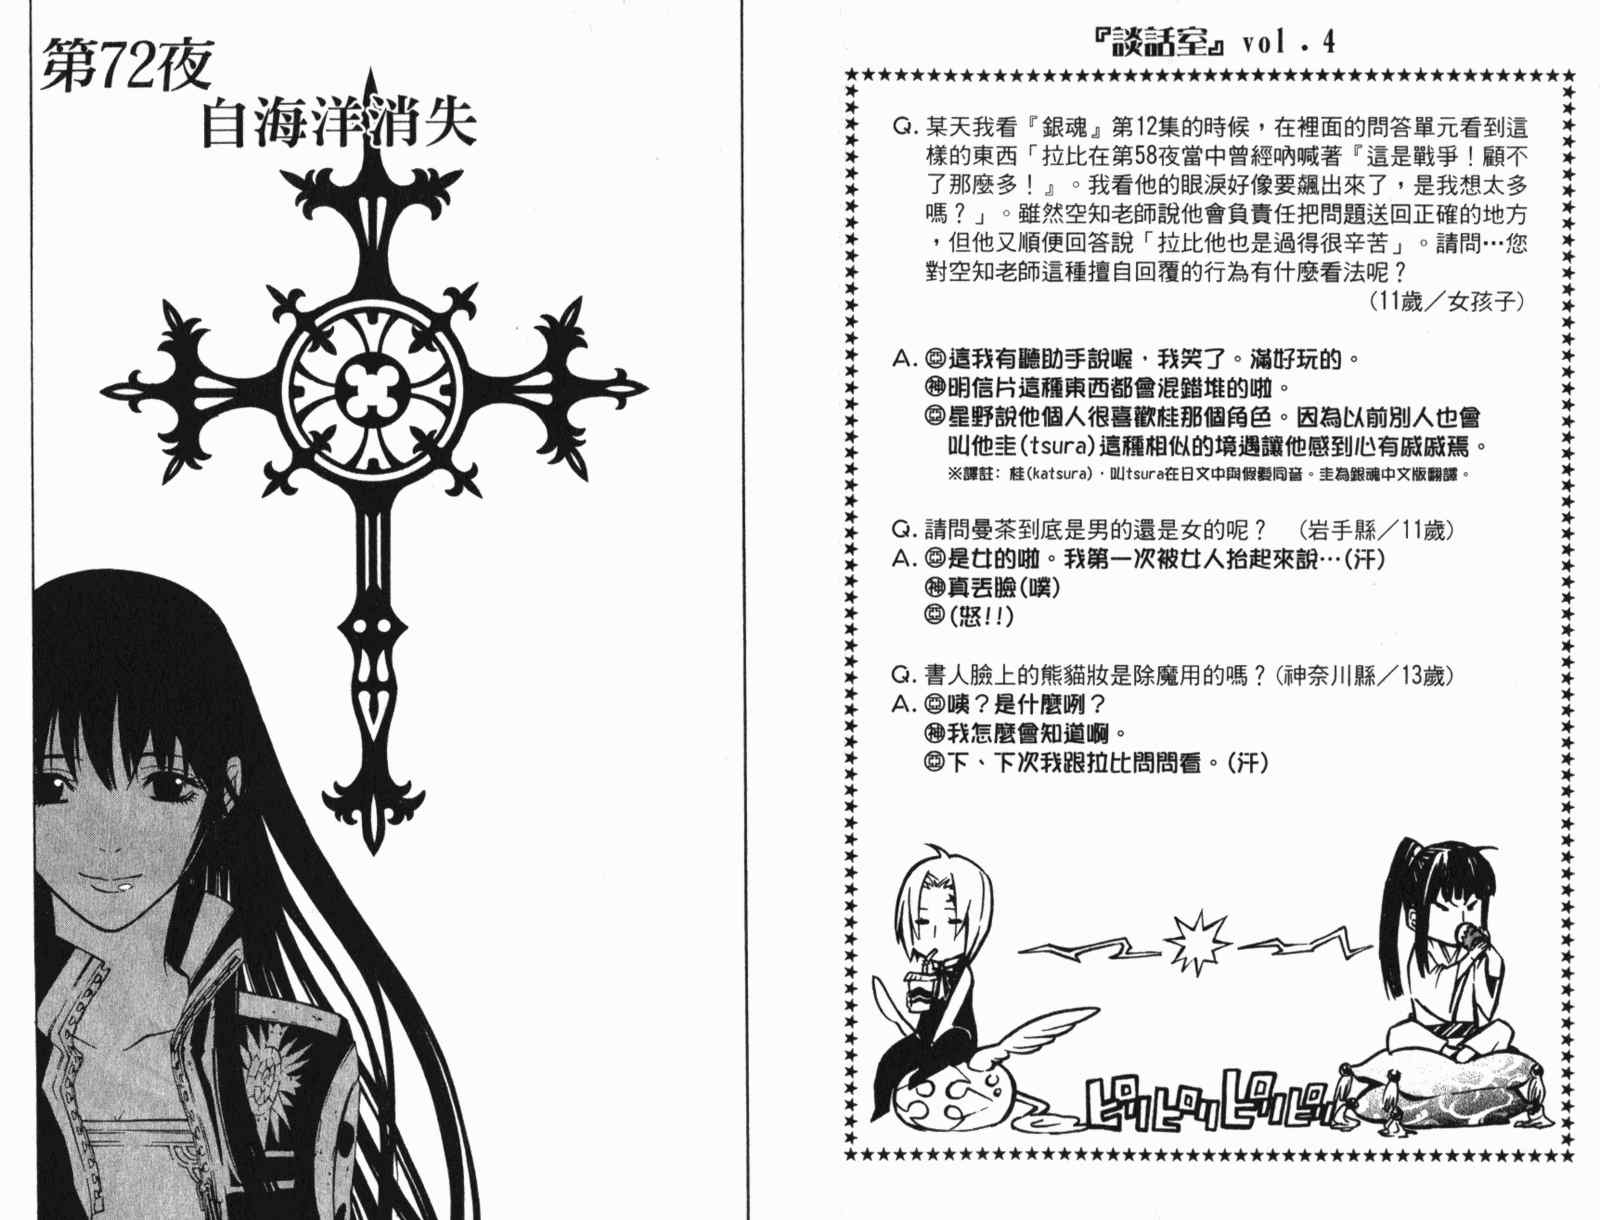 『談話室』vol．4
Q. 某天我看『銀魂』第12集的時候，在裡面的問答單元看到這
樣的東西「拉比在第58夜當中曾經吶喊著『這是戰爭！顧不
了那麼多！』。我看他的眼淚好像要飆出來了，是我想太多
嗎？」。雖然空知老師說他會負責任把問題送回正確的地方
，但他又順便回答說「拉比他也是過得很辛苦」。請問…您
對空知老師這種擅自回覆的行為有什麼看法呢？
（11歲／女孩子）
A. 亞這我有聽助手說喔，我笑了。滿好玩的。
神明信片這種東西都會混錯堆的啦。
亞星野說他個人很喜歡桂那個角色。因為以前別人也會
叫他圭(tsura)這種相似的境遇讓他感到心有戚戚焉。
※譯註：桂(katsura)，叫tsura在日文中與假髮同音。圭為銀魂中文版翻譯。
Q. 請問曼茶到底是男的還是女的呢？　（岩手縣／11歲）
A. 亞是女的啦。我第一次被女人抬起來說…(汗)
神真丟臉(噗)
亞(怒!!)
Q. 書人臉上的熊貓妝是除魔用的嗎？(神奈川縣／13歲)
A. 亞咦？是什麼咧？
神我怎麼會知道啊。
亞下、下次我跟拉比問問看。(汗)
ピリピリピリピリ
第72夜
自海洋消失